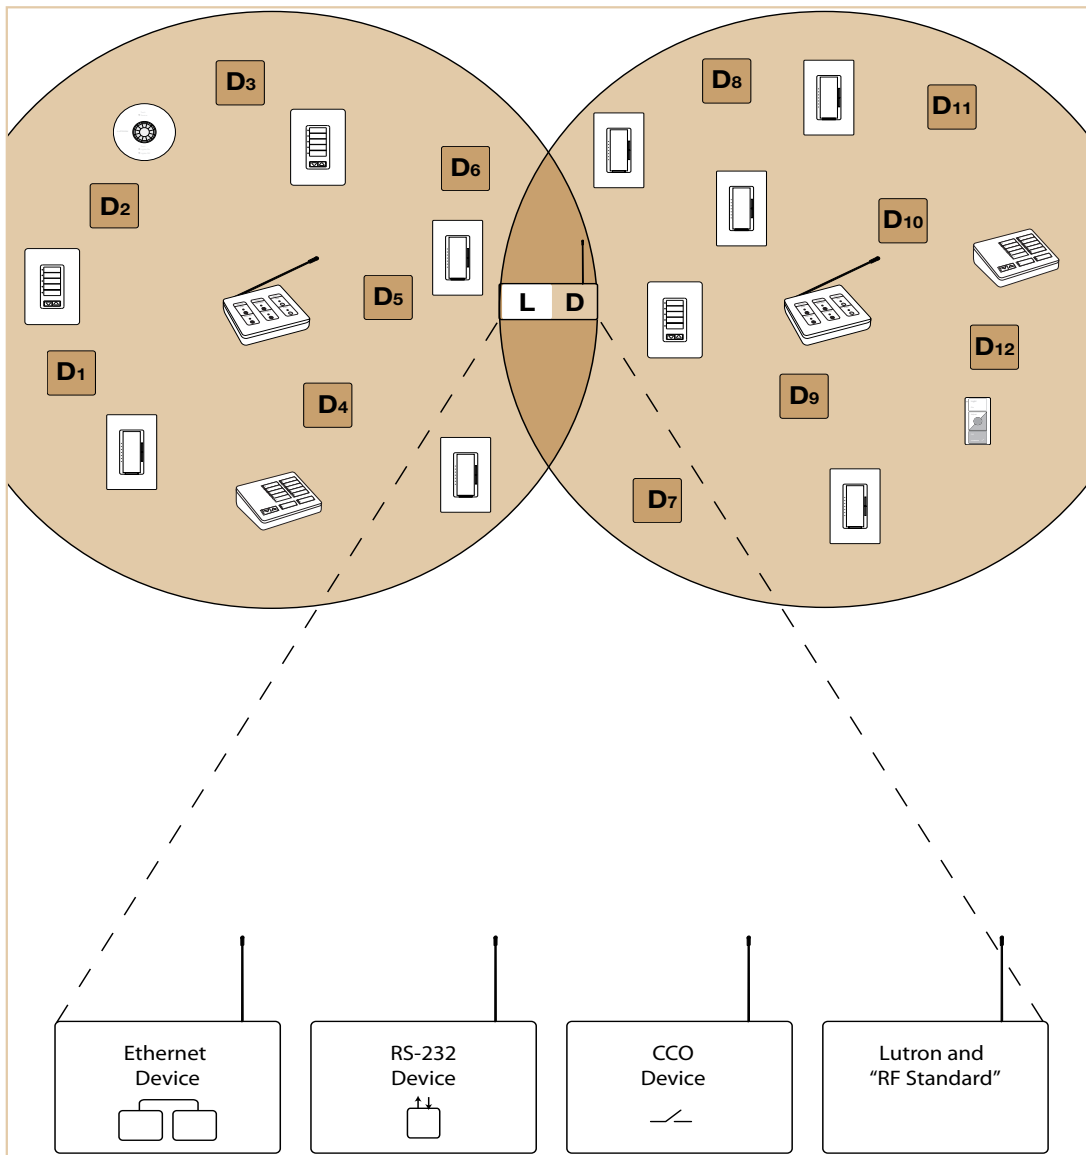 D3
D8
D11
D6
D2
D10
D5
L D
D12
D1
D4
D9
D7
Ethernet
Device
RS-232
Device
CCO
Device
Lutron and
“RF Standard”